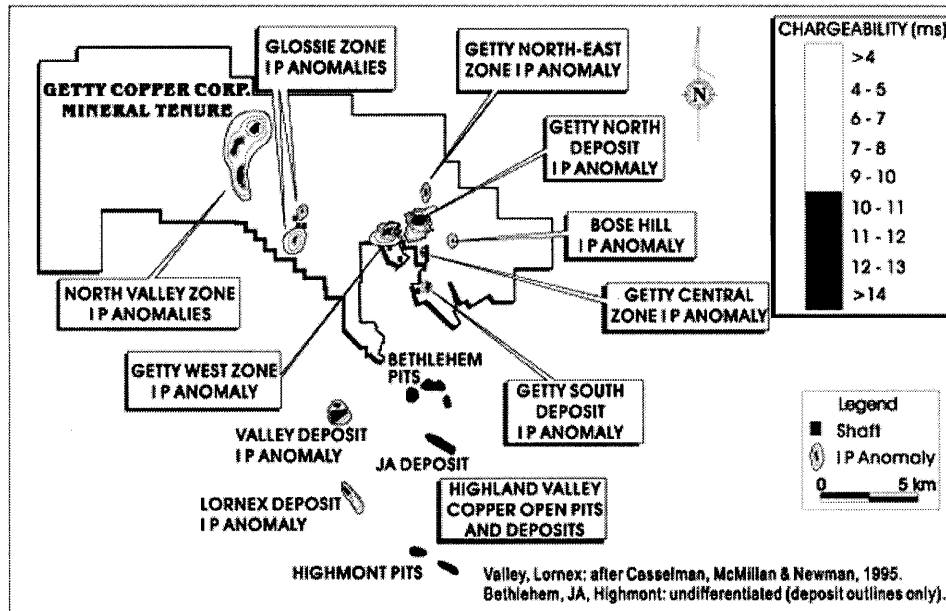 GLOSSIE ZONE
I P ANOMALIES
GETTY NORTH-EAST
ZONE I P ANOMALY
GETTY COPPER CORP.
MINERAL TENURE
N
GETTY NORTH
DEPOSIT
I P ANOMALY
BOSE HILL
I P ANOMALY
NORTH VALLEY ZONE
I P ANOMALIES
GETTY CENTRAL
ZONE I P ANOMALY
GETTY WEST ZONE
I P ANOMALY
BETHLEHEM
PITS
GETTY SOUTH
DEPOSIT
I P ANOMALY
VALLEY DEPOSIT
I P ANOMALY
JA DEPOSIT
LORNEX DEPOSIT
I P ANOMALY
HIGHLAND VALLEY
COPPER OPEN PITS
AND DEPOSITS
HIGHMONT PITS
CHARGEABILITY (ms)
>4
4 - 5
6 - 7
7 - 8
9 - 10
10 - 11
11 - 12
12 - 13
>14
Legend
Shaft
I P Anomaly
0 5 km
Valley, Lornex: after Casselman, McMillan & Newman, 1995.
Bethlehem, JA, Highmont: undifferentiated (deposit outlines only).